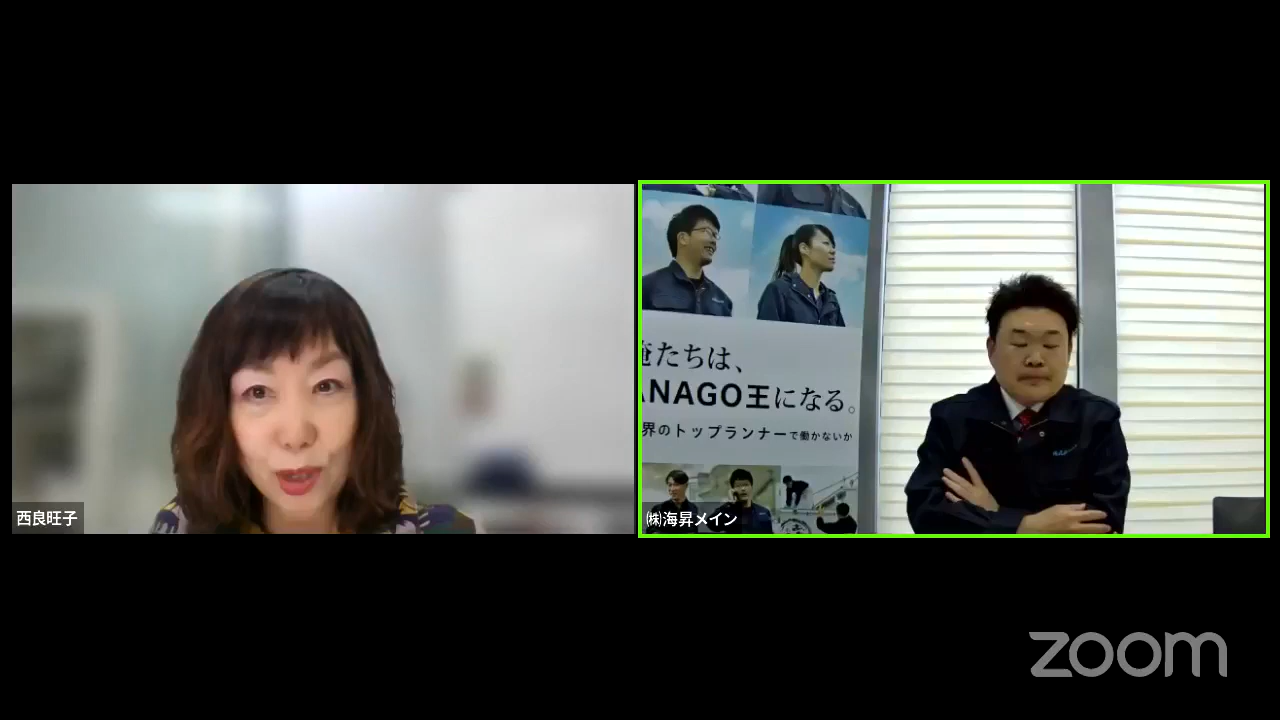 西良旺子
俺たちは、
ANAGO王になる。
界のトップランナーで働かないか
㈱海昇メイン
zoom